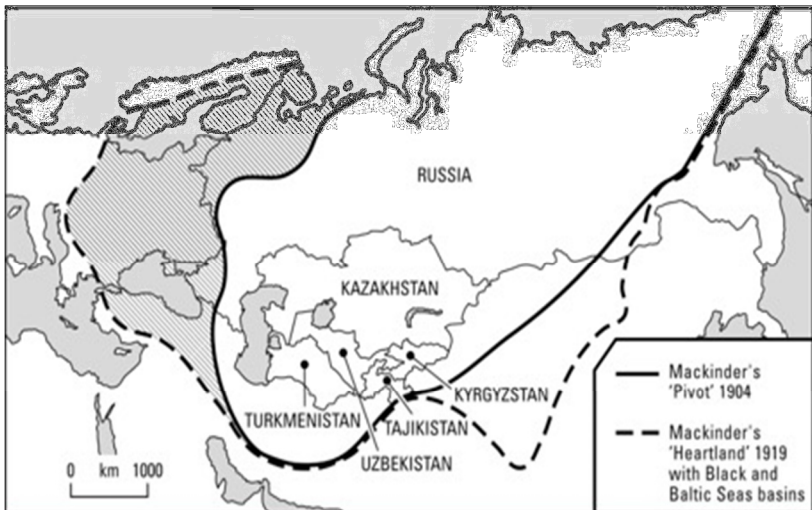 RUSSIA
KAZAKHSTAN
KYRGYZSTAN
TURKMENISTAN
TAJIKISTAN
UZBEKISTAN
0 km 1000
Mackinder's
'Pivot' 1904
Mackinder's
'Heartland' 1919
with Black and
Baltic Seas basins